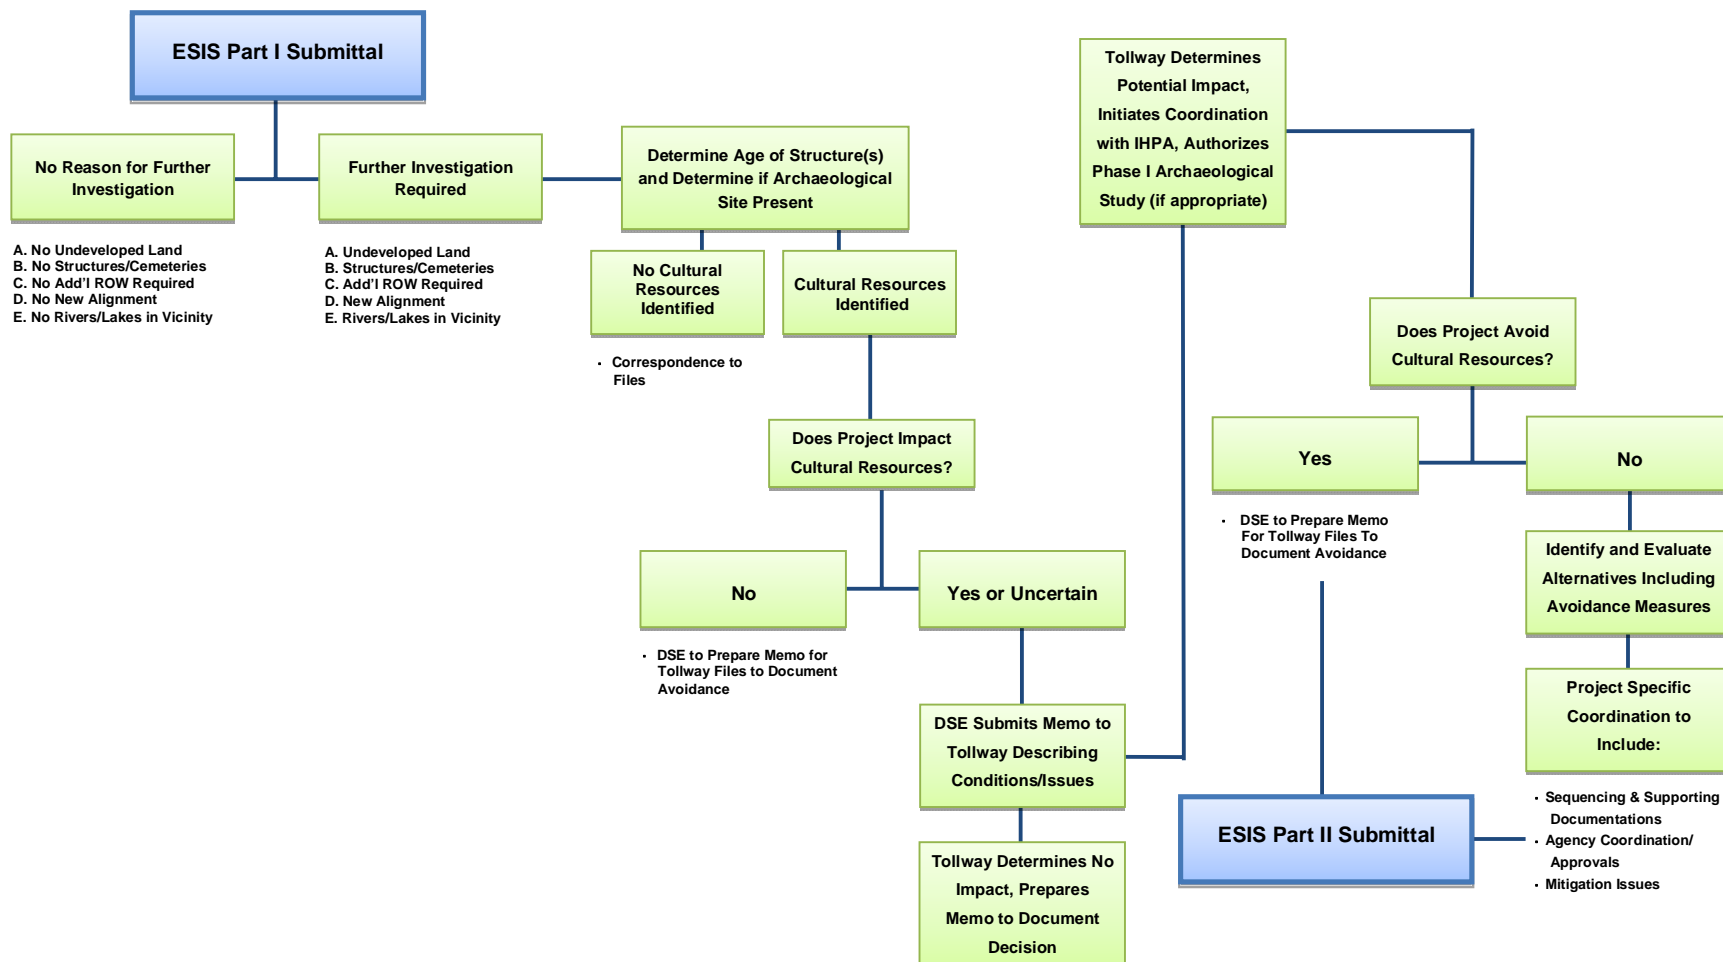 ESIS Part I Submittal
No Reason for Further
Investigation
A. No Undeveloped Land
B. No Structures/Cemeteries
C. No Add'l ROW Required
D. No New Alignment
E. No Rivers/Lakes in Vicinity
Further Investigation
Required
A. Undeveloped Land
B. Structures/Cemeteries
C. Add'l ROW Required
D. New Alignment
E. Rivers/Lakes in Vicinity
Determine Age of Structure(s)
and Determine if Archaeological
Site Present
No Cultural
Resources
Identified
· Correspondence to
Files
Cultural Resources
Identified
Does Project Impact
Cultural Resources?
No
· DSE to Prepare Memo for
Tollway Files to Document
Avoidance
Yes or Uncertain
DSE Submits Memo to
Tollway Describing
Conditions/Issues
Tollway Determines No
Impact, Prepares
Memo to Document
Decision
Tollway Determines
Potential Impact,
Initiates Coordination
with IHPA, Authorizes
Phase I Archaeological
Study (if appropriate)
Does Project Avoid
Cultural Resources?
Yes
· DSE to Prepare Memo
For Tollway Files To
Document Avoidance
No
Identify and Evaluate
Alternatives Including
Avoidance Measures
Project Specific
Coordination to
Include:
· Sequencing & Supporting
Documentations
· Agency Coordination/
Approvals
· Mitigation Issues
ESIS Part II Submittal